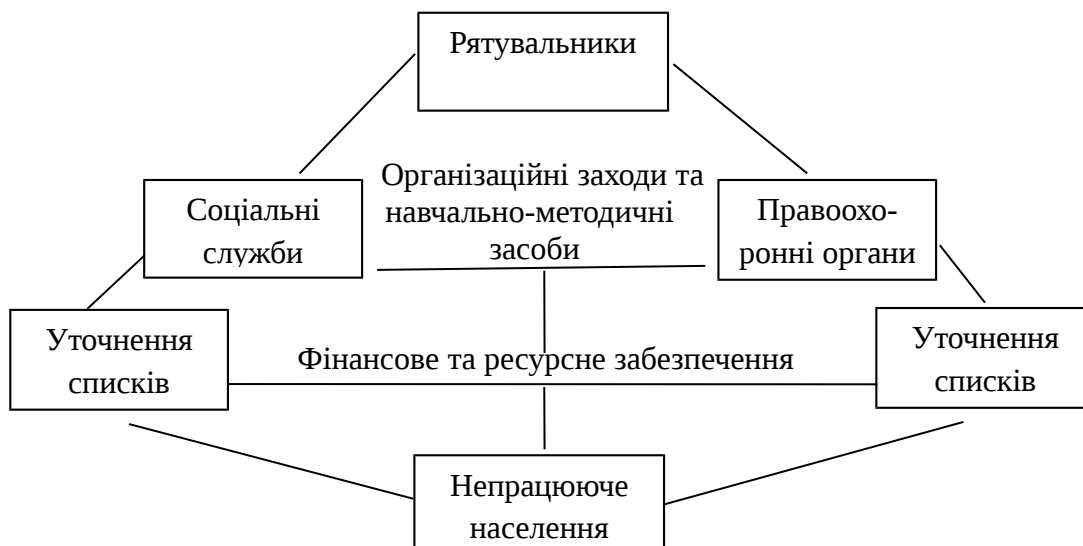 Рятувальники
Організаційні заходи та
навчально-методичні
засоби
Соціальні
служби
Правоохо-
ронні органи
Уточнення
списків
Фінансове та ресурсне забезпечення
Уточнення
списків
Непрацююче
населення